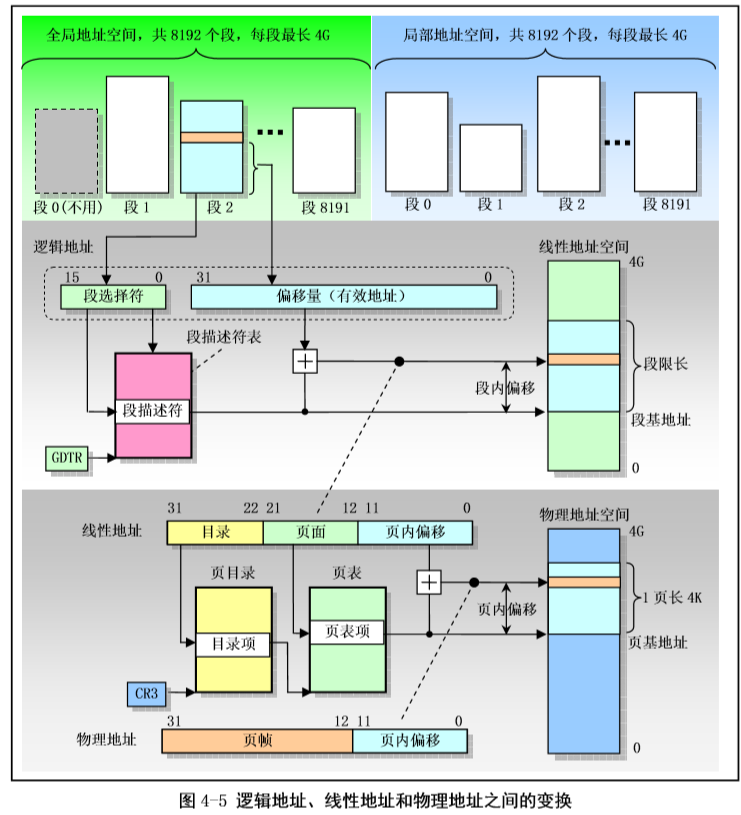 全局地址空间，共 8192 个段，每段最长 4G
局部地址空间，共 8192 个段，每段最长 4G
段 0(不用)
段 1
段 2
段 8191
段 0
段 1
段 2
段 8191
逻辑地址
线性地址空间
15
0
31
0
4G
段选择符
偏移量（有效地址）
段描述符表
段限长
段内偏移
段描述符
段基地址
GDTR
0
31
22
21
12
11
0
物理地址空间
线性地址
目录
页面
页内偏移
4G
页目录
页表
1 页长 4K
页内偏移
页表项
目录项
页基地址
CR3
31
12
11
0
物理地址
页帧
页内偏移
0
图 4-5 逻辑地址、线性地址和物理地址之间的变换